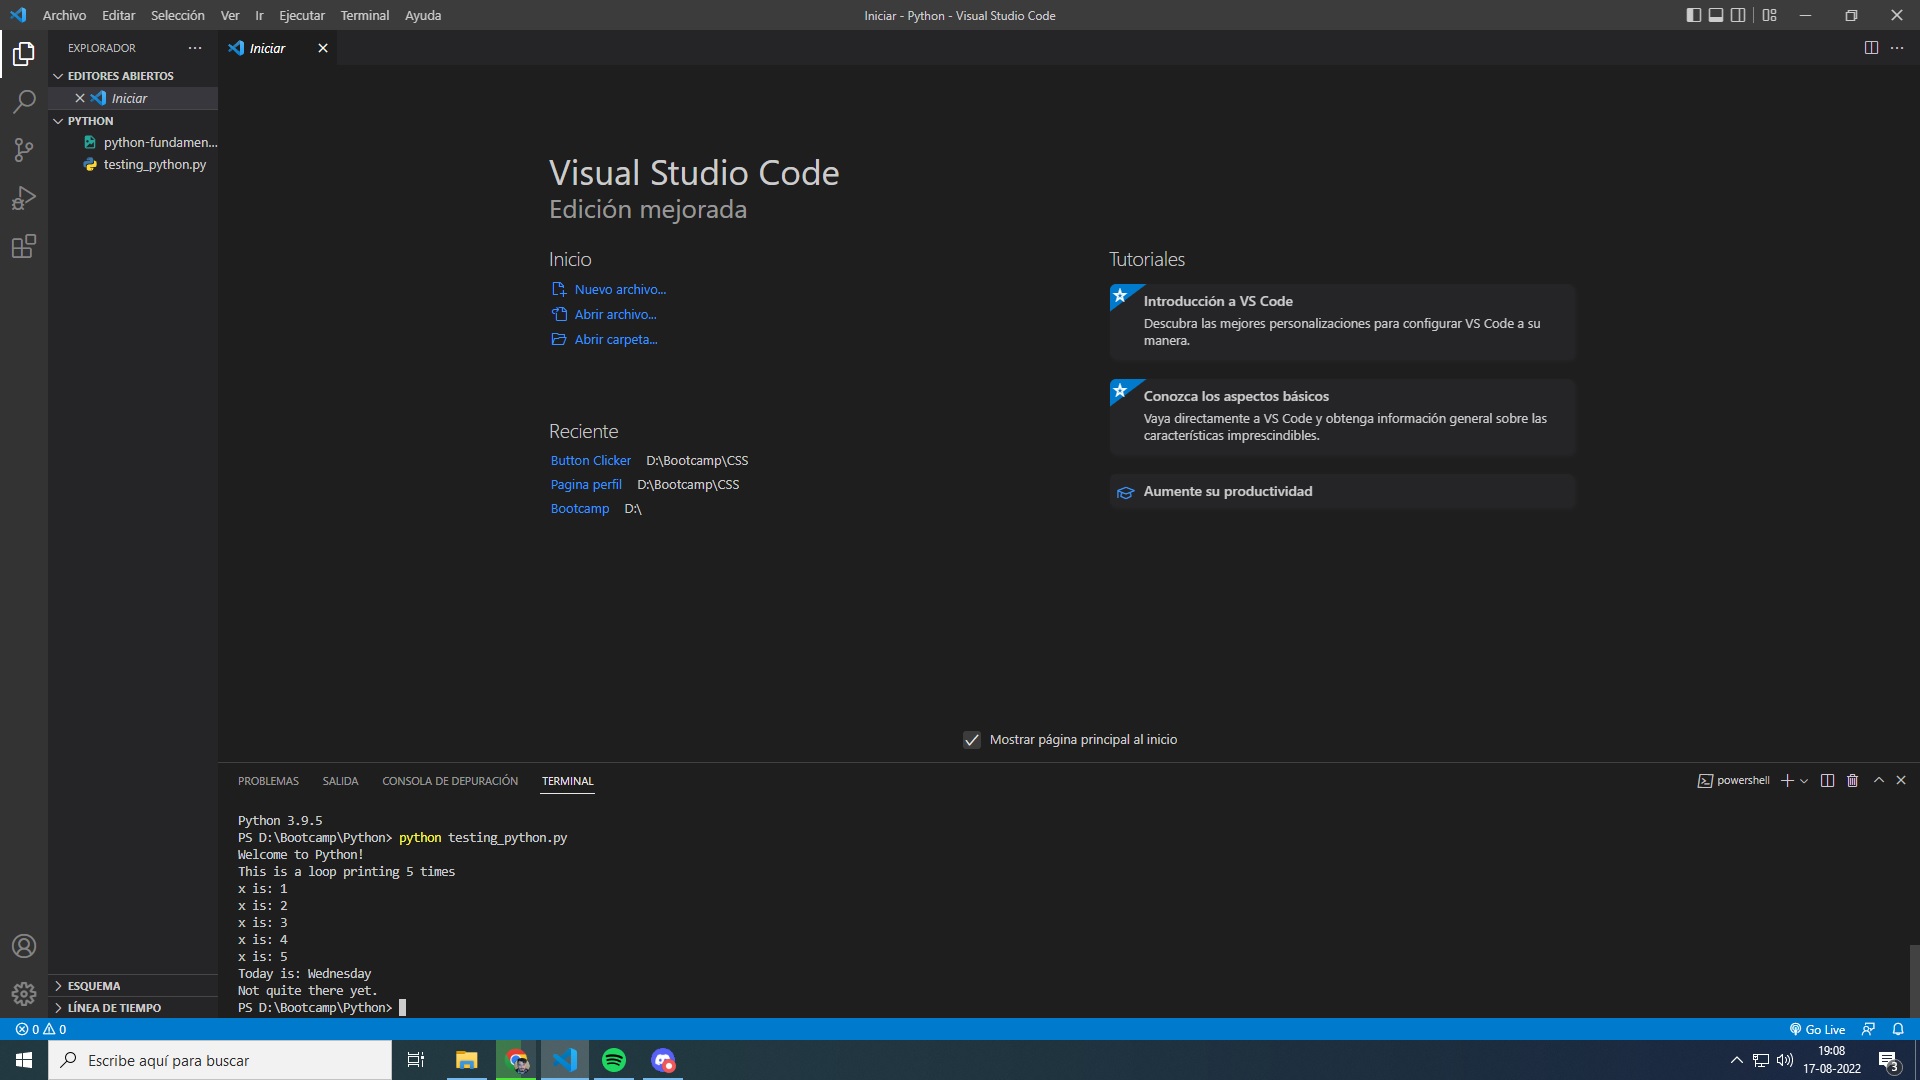 Archivo Editar Selección Ver Ir Ejecutar Terminal Ayuda
Iniciar - Python - Visual Studio Code
EXPLORADOR
Iniciar
EDITORES ABIERTOS
Iniciar
PYTHON
python-fundamen...
testing_python.py
Visual Studio Code
Edición mejorada
Inicio
Nuevo archivo...
Abrir archivo...
Abrir carpeta...
Reciente
Button Clicker D:\Bootcamp\CSS
Pagina perfil D:\Bootcamp\CSS
Bootcamp D:\
Tutoriales
Introducción a VS Code
Descubra las mejores personalizaciones para configurar VS Code a su
manera.
Conozca los aspectos básicos
Vaya directamente a VS Code y obtenga información general sobre las
características imprescindibles.
Aumente su productividad
Mostrar página principal al inicio
PROBLEMAS SALIDA CONSOLA DE DEPURACIÓN TERMINAL
powershell
Python 3.9.5
PS D:\Bootcamp\Python> python testing_python.py
Welcome to Python!
This is a loop printing 5 times
x is: 1
x is: 2
x is: 3
x is: 4
x is: 5
Today is: Wednesday
Not quite there yet.
PS D:\Bootcamp\Python>
ESQUEMA
LÍNEA DE TIEMPO
0 0
Go Live
Escribe aquí para buscar
19:08
17-08-2022
3